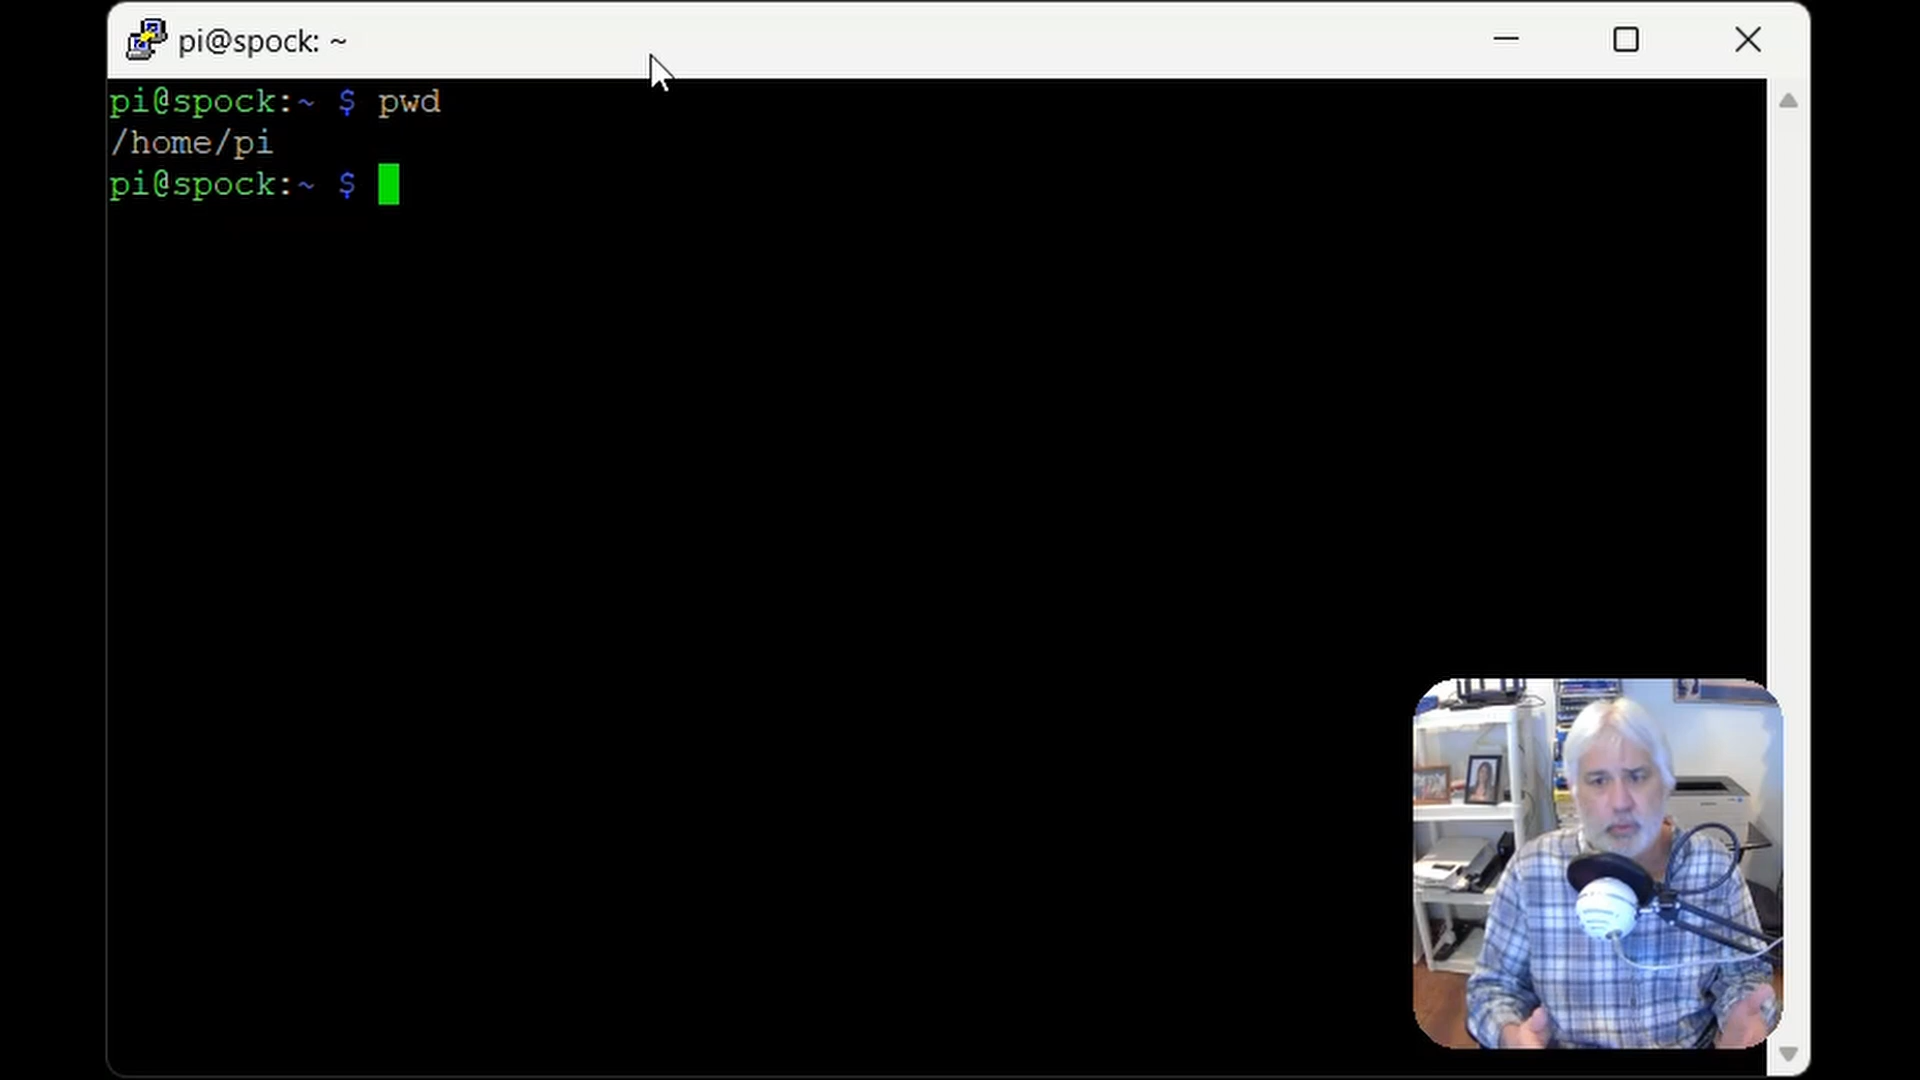 pi@spock: ~
pi@spock:~ $ pwd
/home/pi
pi@spock:~ $